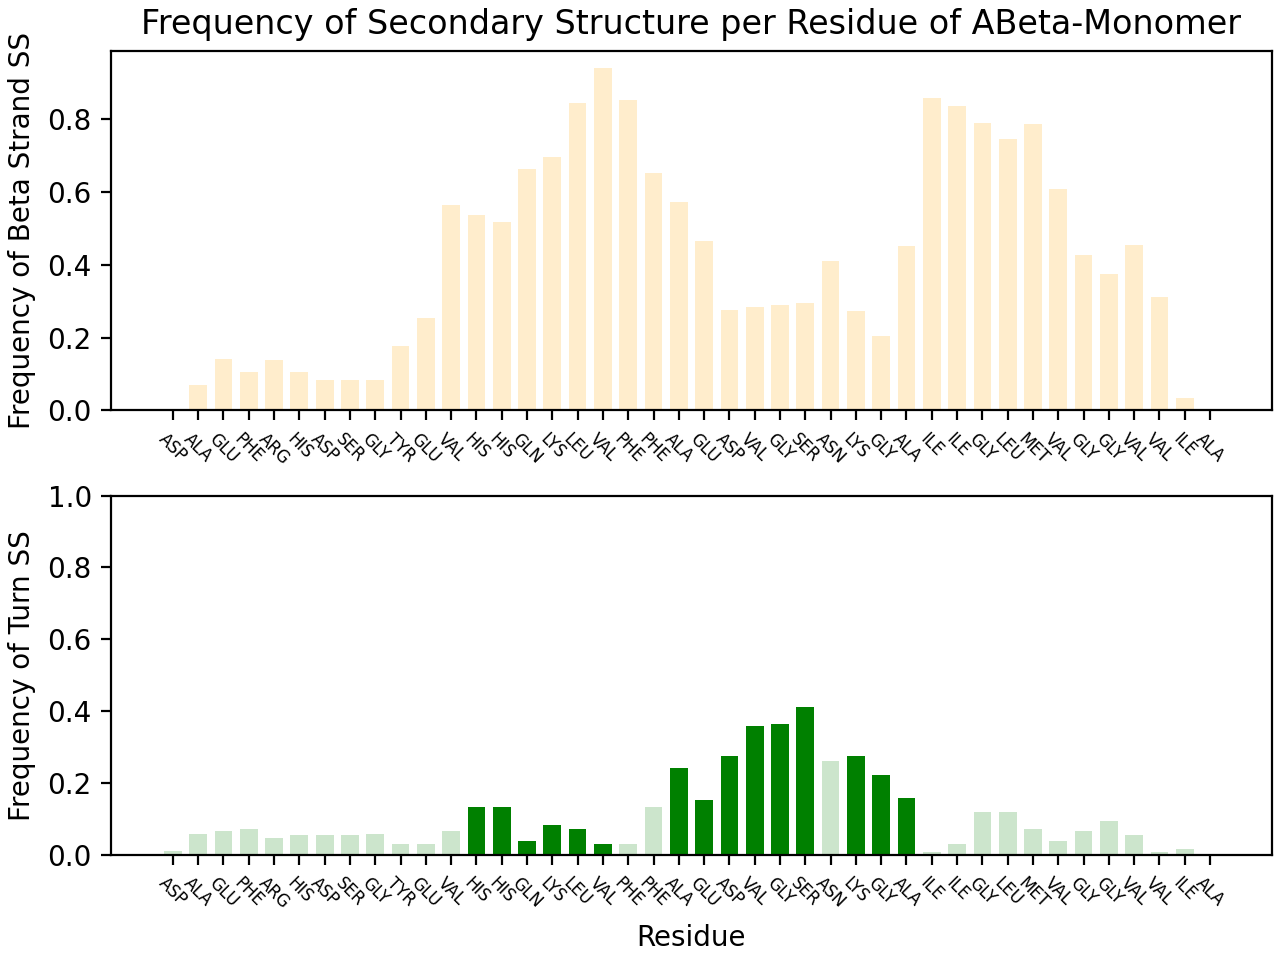 Frequency of Secondary Structure per Residue of ABeta-Monomer
Frequency of Beta Strand SS
0.8
0.6
0.4
0.2
0.0
ASP ALA GLU PHE ARG HIS ASP SER GLY TYR GLU VAL HIS HIS GLN LYS LEU VAL PHE PHE ALA GLU ASP VAL GLY SER ASN LYS GLY ALA ILE ILE GLY LEU MET VAL GLY GLY VAL VAL ILE ALA
Frequency of Turn SS
1.0
0.8
0.6
0.4
0.2
0.0
ASP ALA GLU PHE ARG HIS ASP SER GLY TYR GLU VAL HIS HIS GLN LYS LEU VAL PHE PHE ALA GLU ASP VAL GLY SER ASN LYS GLY ALA ILE ILE GLY LEU MET VAL GLY GLY VAL VAL ILE ALA
Residue